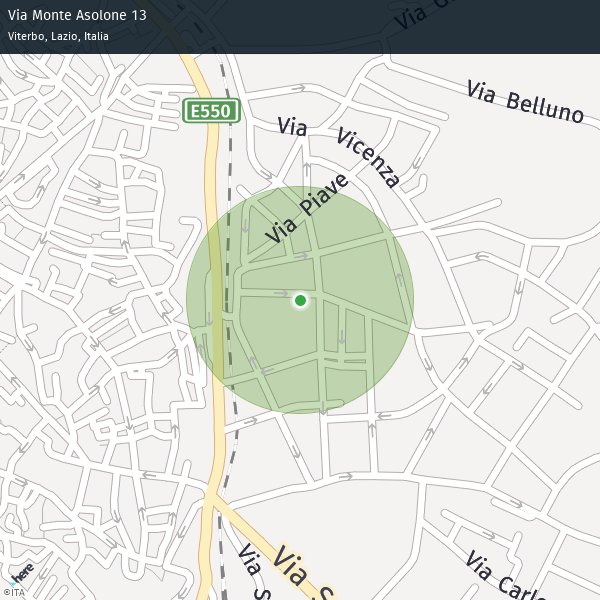 Via Monte Asolone 13
Viterbo, Lazio, Italia
Via
E550
Via Belluno
Via Vicenza
Via Piave
Via S
Via S
Via Carlo
here
©ITA